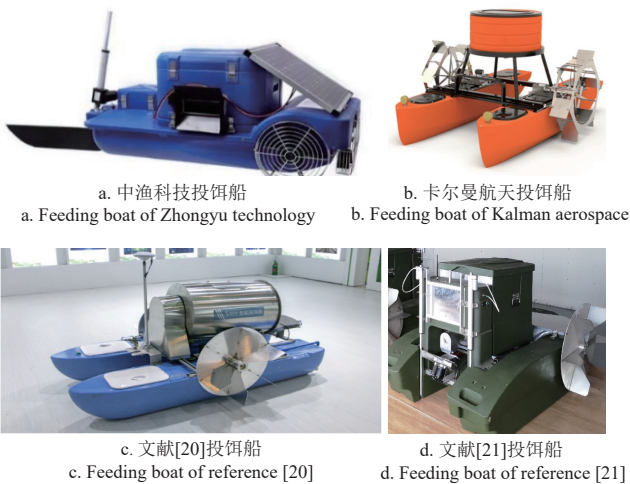 a. 中渔科技投饵船
a. Feeding boat of Zhongyu technology
b. 卡尔曼航天投饵船
b. Feeding boat of Kalman aerospace
c. 文献[20]投饵船
c. Feeding boat of reference [20]
d. 文献[21]投饵船
d. Feeding boat of reference [21]